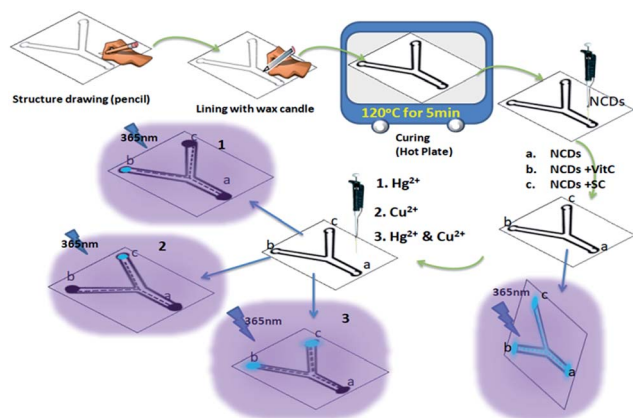 Structure drawing (pencil)
Lining with wax candle
120°C for 5min
Curing
(Hot Plate)
NCDs
a. NCDs
b. NCDs +VitC
c. NCDs +SC
c
b
a
365nm
1. Hg²⁺
2. Cu²⁺
3. Hg²⁺ & Cu²⁺
c
b
a
365nm
1
c
b
a
365nm
2
c
b
a
365nm
3
c
b
a